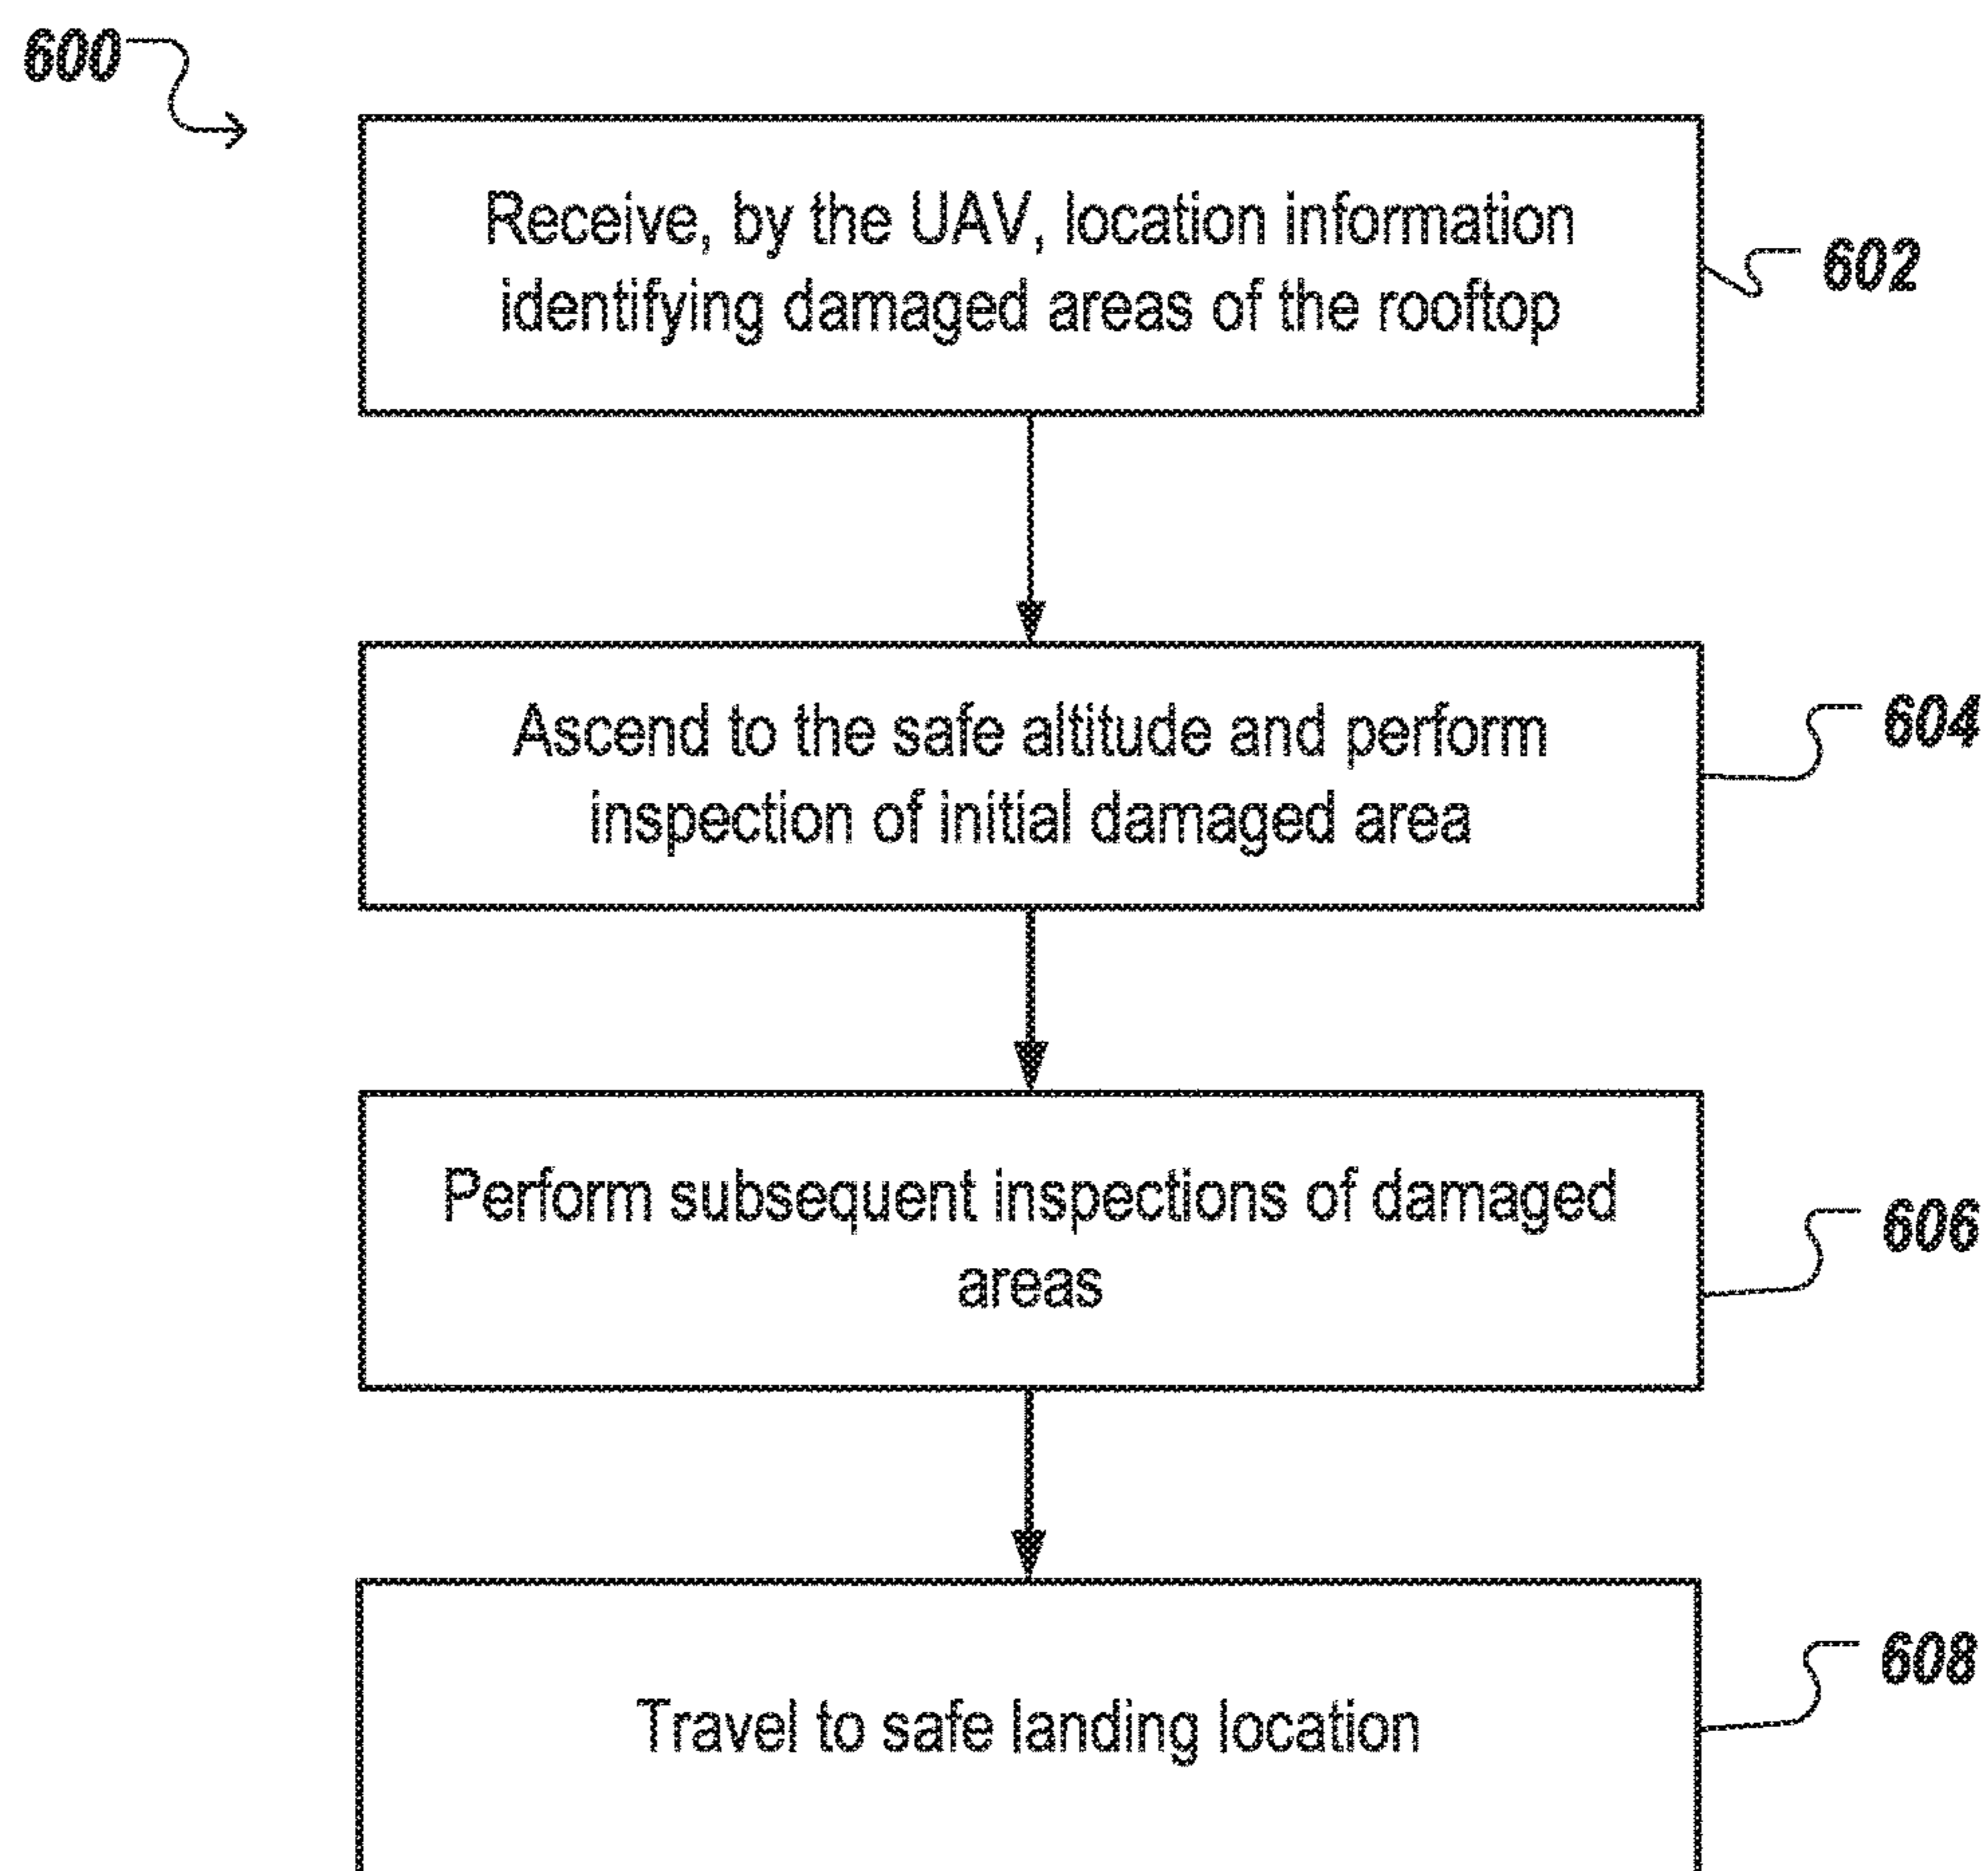 600
Receive, by the UAV, location information
identifying damaged areas of the rooftop
602
Ascend to the safe altitude and perform
inspection of initial damaged area
604
Perform subsequent inspections of damaged
areas
606
Travel to safe landing location
608